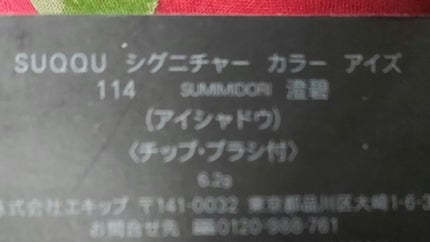 SUQQU シグニチャー カラー アイズ
114 SUMIMIDORI 澄碧
(アイシャドウ)
〈チップ・ブラシ付〉
6.2g
株式会社エキップ 〒141-0032 東京都品川区大崎1-6-3
お問合せ先 0120-988-761